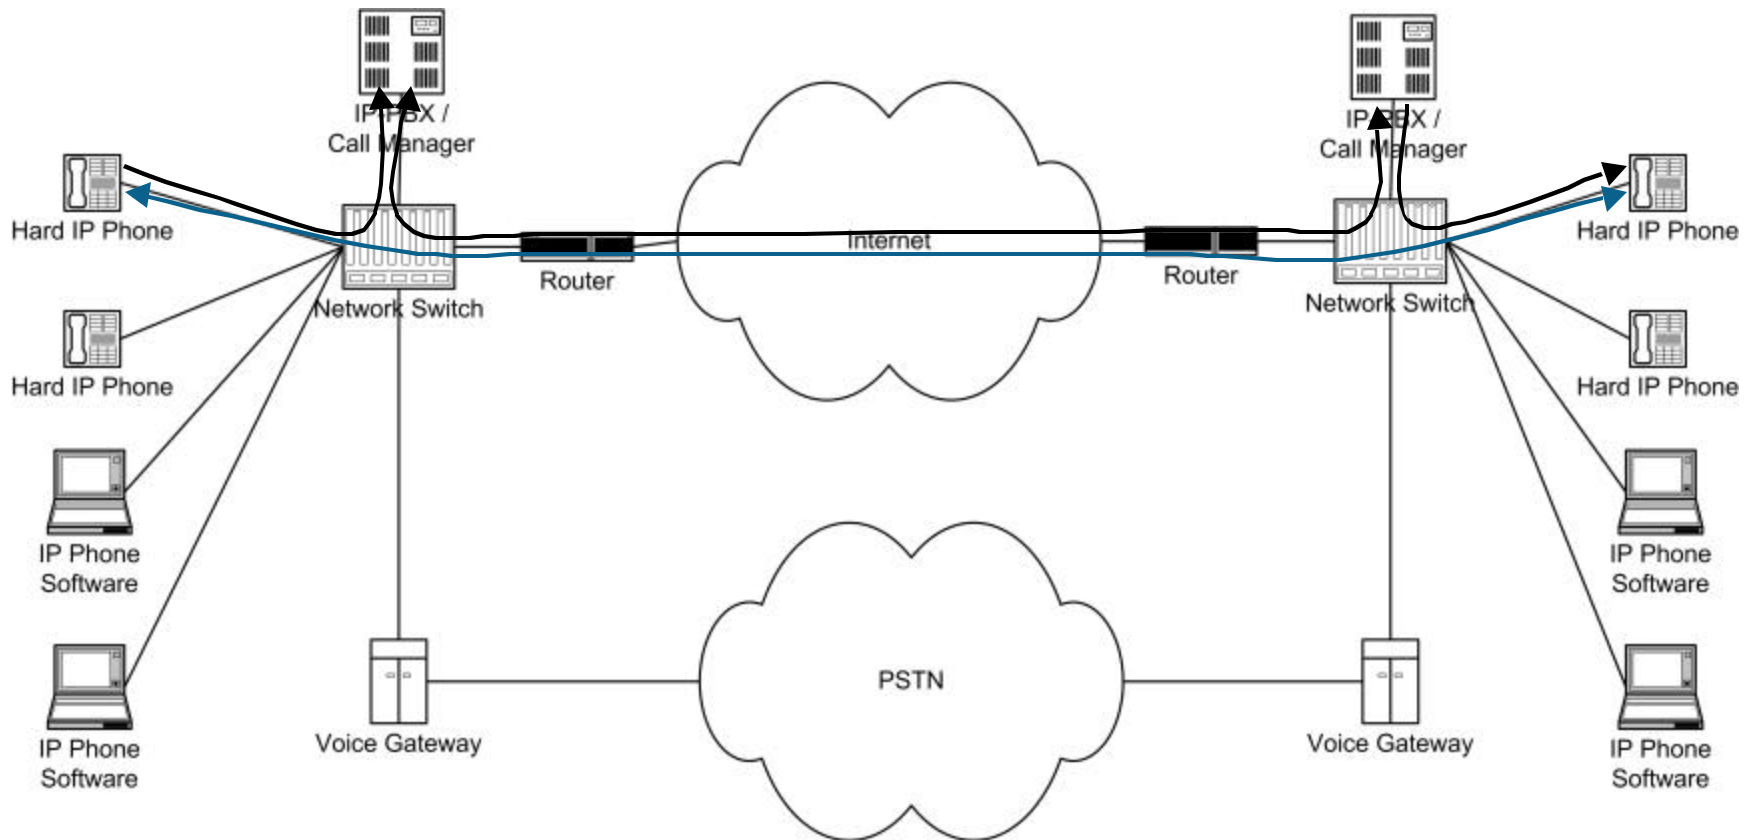 IP-PBX /
Call Manager
IP-PBX /
Call Manager
Hard IP Phone
Hard IP Phone
Internet
Router
Router
Network Switch
Network Switch
Hard IP Phone
Hard IP Phone
IP Phone
Software
IP Phone
Software
PSTN
IP Phone
Software
Voice Gateway
Voice Gateway
IP Phone
Software